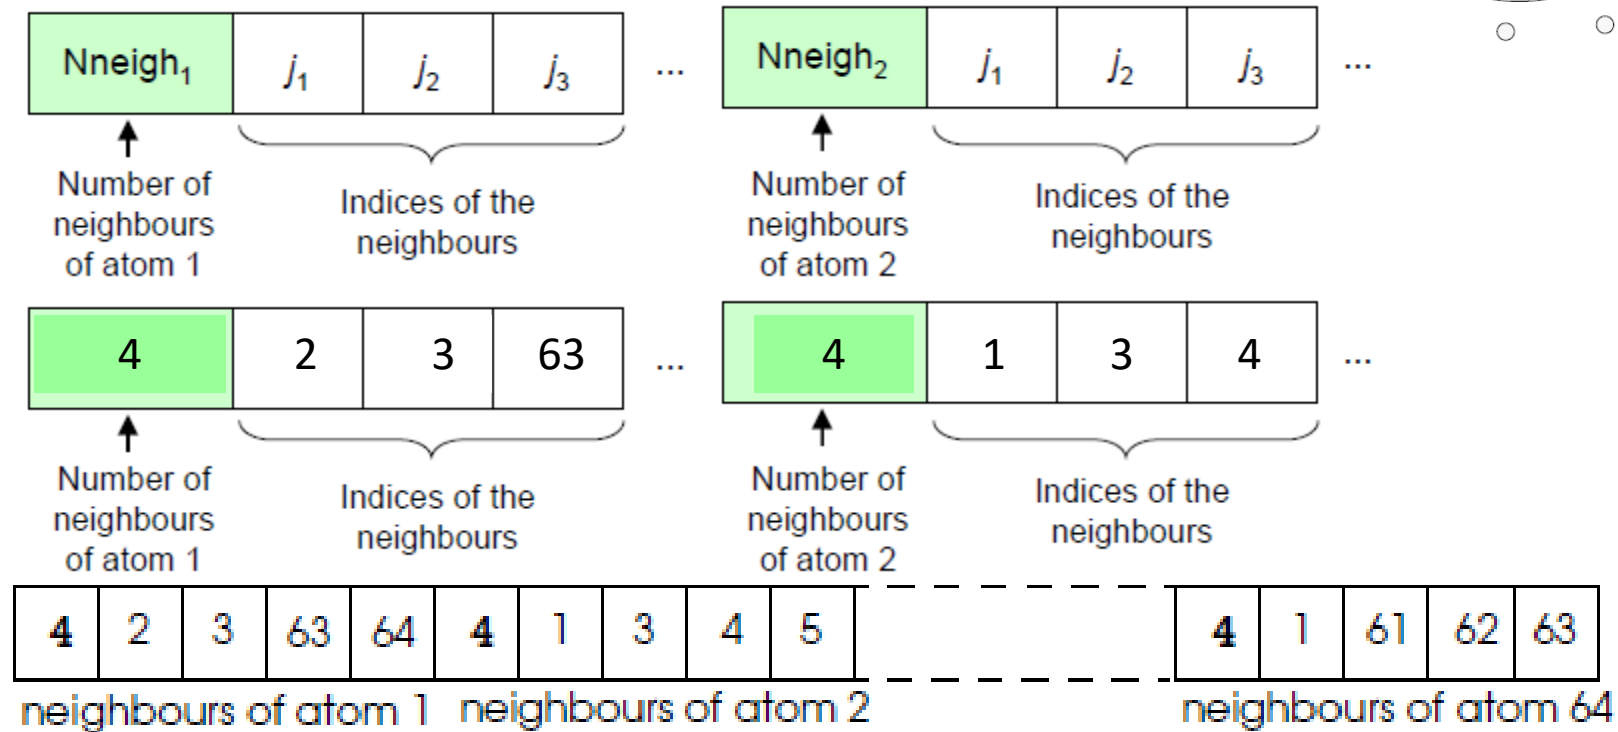 Nneigh₁ j₁ j₂ j₃ ... Nneigh₂ j₁ j₂ j₃ ...
Number of neighbours of atom 1
Indices of the neighbours
Number of neighbours of atom 2
Indices of the neighbours
4 2 3 63 ... 4 1 3 4 ...
Number of neighbours of atom 1
Indices of the neighbours
Number of neighbours of atom 2
Indices of the neighbours
4 2 3 63 64 4 1 3 4 5 4 1 61 62 63
neighbours of atom 1 neighbours of atom 2 neighbours of atom 64